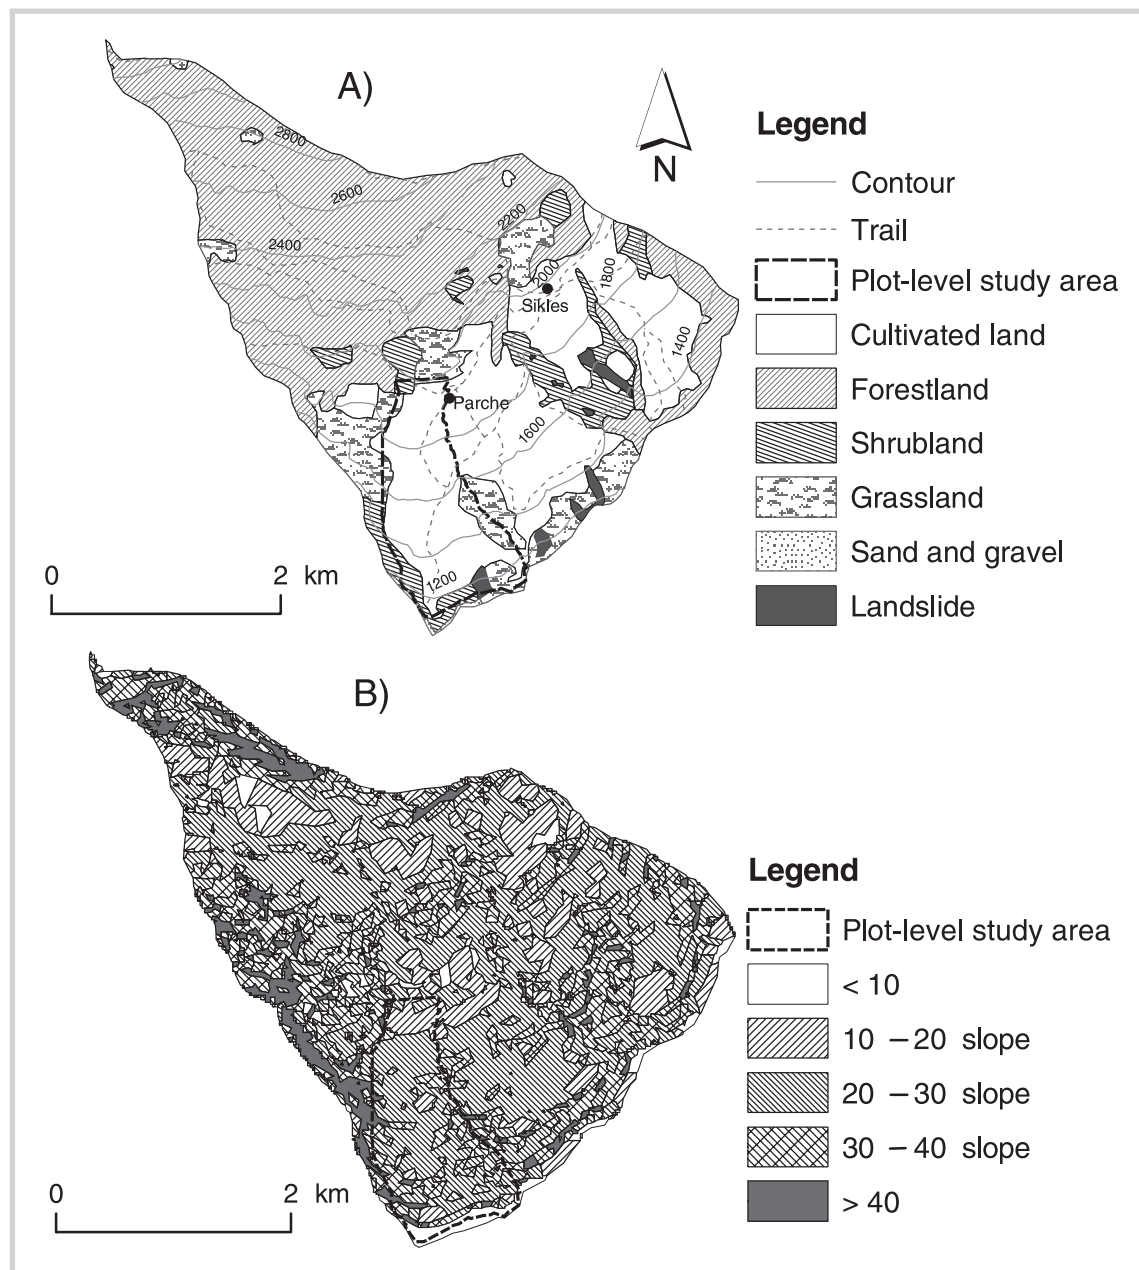 A)
N
2800
2600
2400
2200
000
1800
1400
1600
1200
Sikles
Parche
0 2 km
Legend
Contour
Trail
Plot-level study area
Cultivated land
Forestland
Shrubland
Grassland
Sand and gravel
Landslide
B)
0 2 km
Legend
Plot-level study area
< 10
10 – 20 slope
20 – 30 slope
30 – 40 slope
> 40